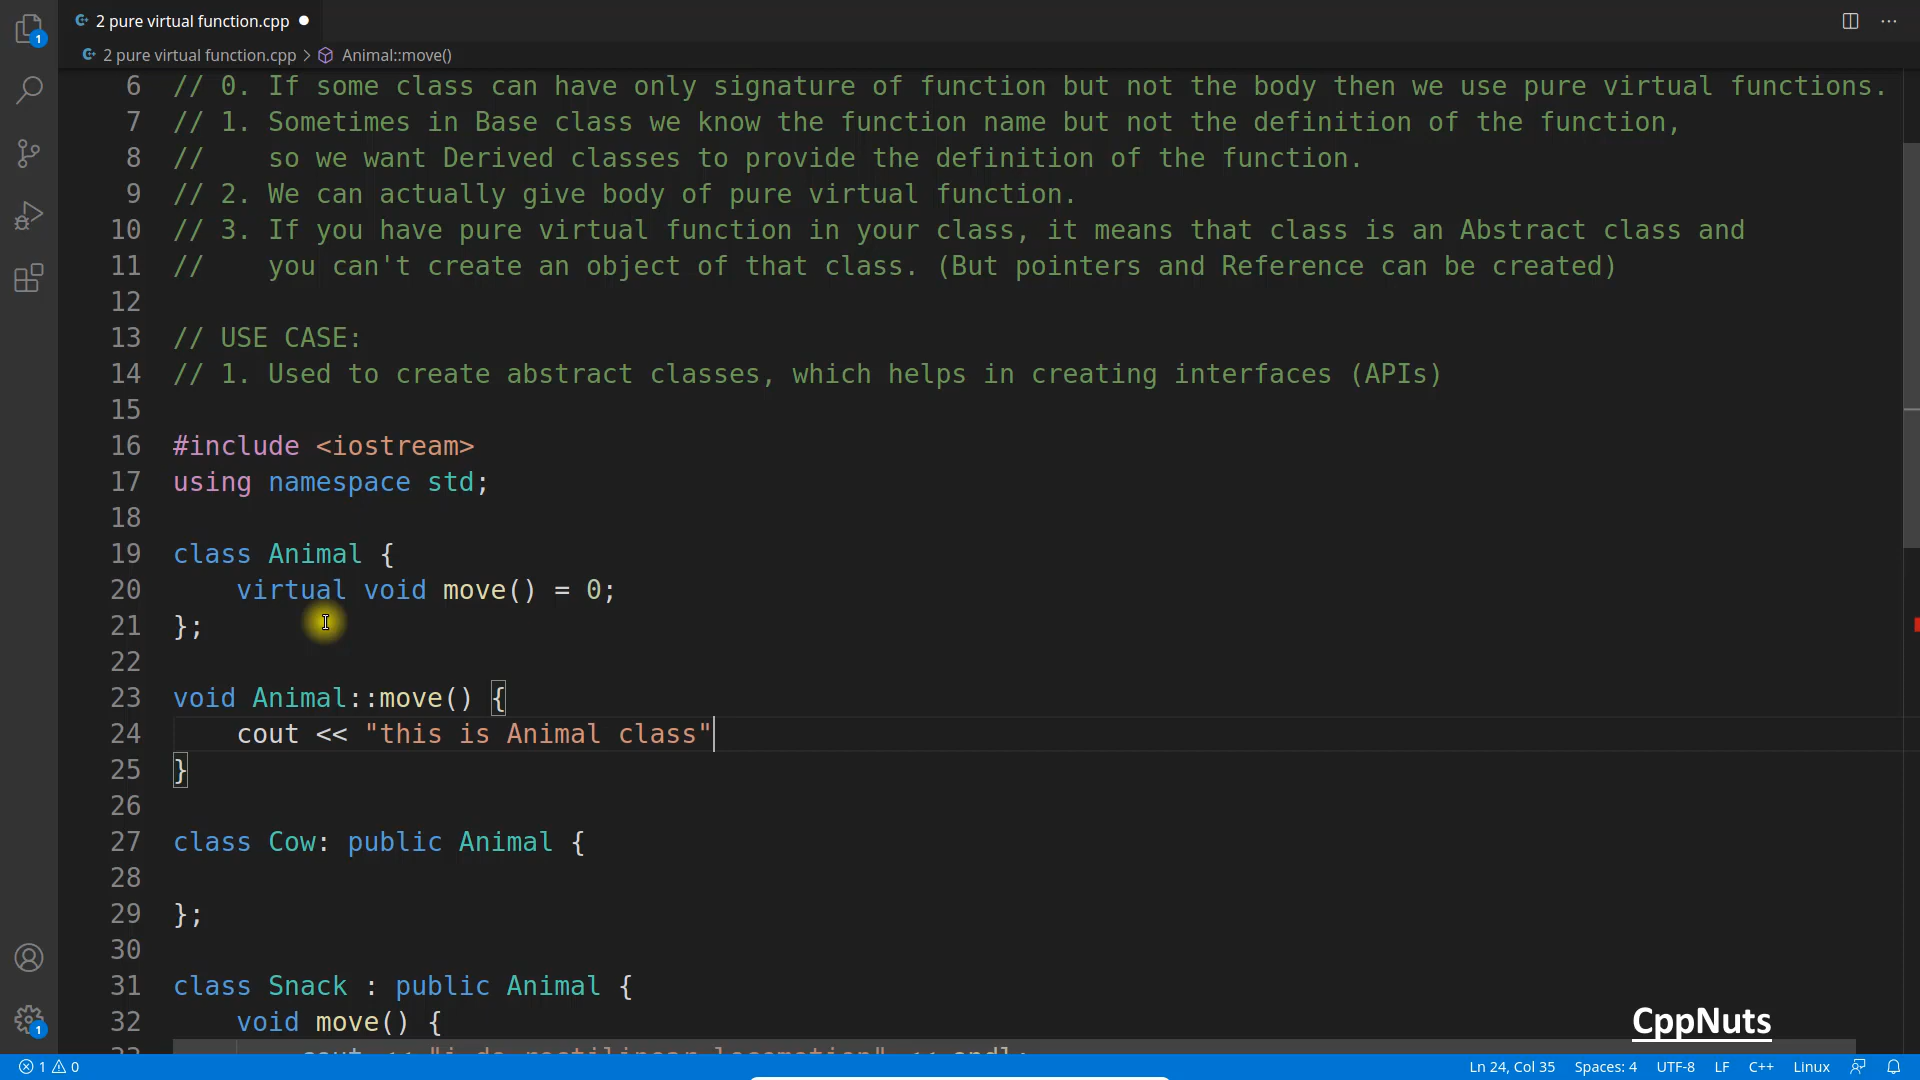 2 pure virtual function.cpp
2 pure virtual function.cpp > Animal::move()
6 // 0. If some class can have only signature of function but not the body then we use pure virtual functions.
7 // 1. Sometimes in Base class we know the function name but not the definition of the function,
8 //    so we want Derived classes to provide the definition of the function.
9 // 2. We can actually give body of pure virtual function.
10 // 3. If you have pure virtual function in your class, it means that class is an Abstract class and
11 //    you can't create an object of that class. (But pointers and Reference can be created)
12
13 // USE CASE:
14 // 1. Used to create abstract classes, which helps in creating interfaces (APIs)
15
16 #include <iostream>
17 using namespace std;
18
19 class Animal {
20     virtual void move() = 0;
21 };
22
23 void Animal::move() {
24     cout << "this is Animal class"
25 }
26
27 class Cow: public Animal {
28
29 };
30
31 class Snack : public Animal {
32     void move() {
33         cout << "i do rectilinear locomotion" << endl;
CppNuts
1
1
1 0
Ln 24, Col 35 Spaces: 4 UTF-8 LF C++ Linux